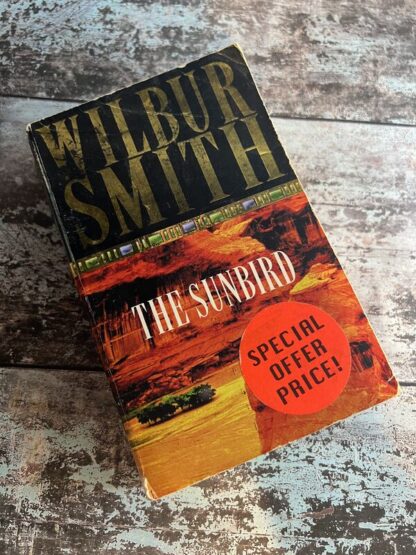 WILBUR
SMITH
THE SUNBIRD
SPECIAL
OFFER
PRICE!